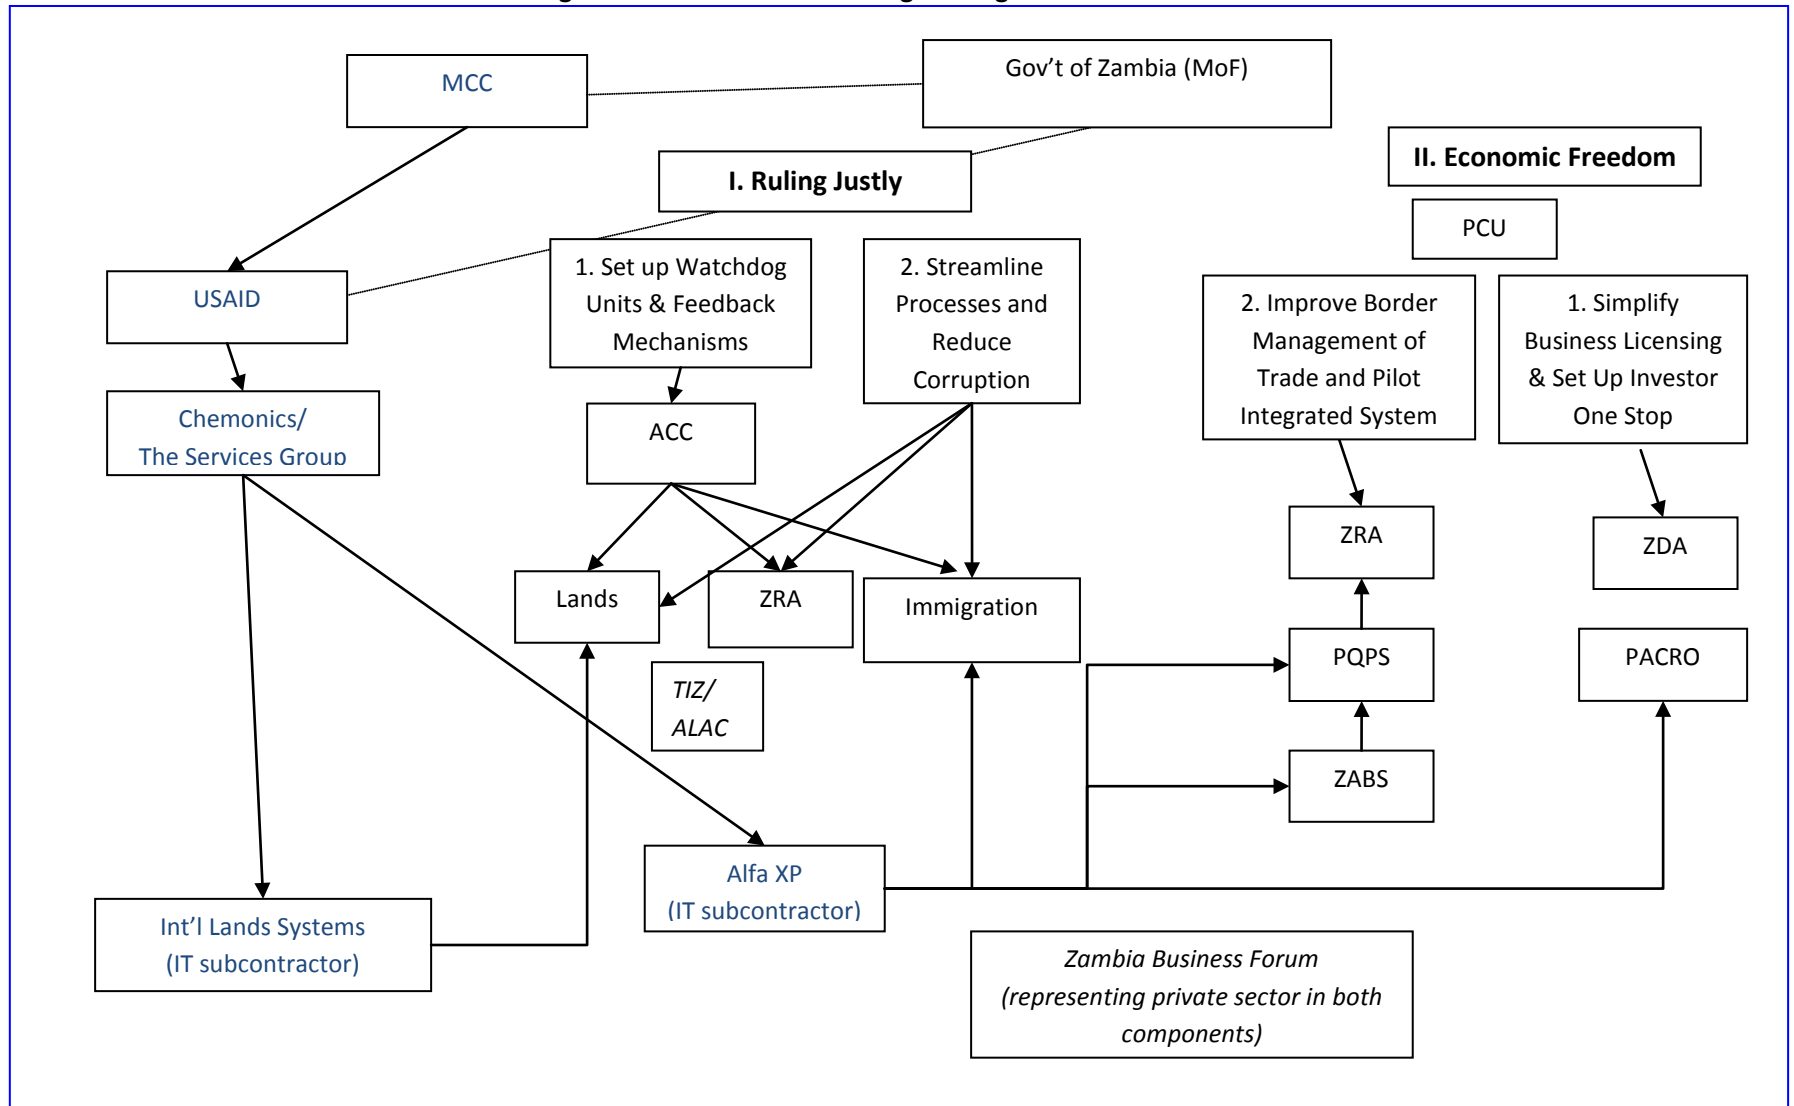 MCC
Gov’t of Zambia (MoF)
I. Ruling Justly
II. Economic Freedom
PCU
USAID
1. Set up Watchdog
Units & Feedback
Mechanisms
2. Streamline
Processes and
Reduce
Corruption
2. Improve Border
Management of
Trade and Pilot
Integrated System
1. Simplify
Business Licensing
& Set Up Investor
One Stop
Chemonics/
The Services Group
ACC
ZRA
ZDA
Lands
ZRA
Immigration
PQPS
PACRO
TIZ/
ALAC
ZABS
Alfa XP
(IT subcontractor)
Int’l Lands Systems
(IT subcontractor)
Zambia Business Forum
(representing private sector in both
components)